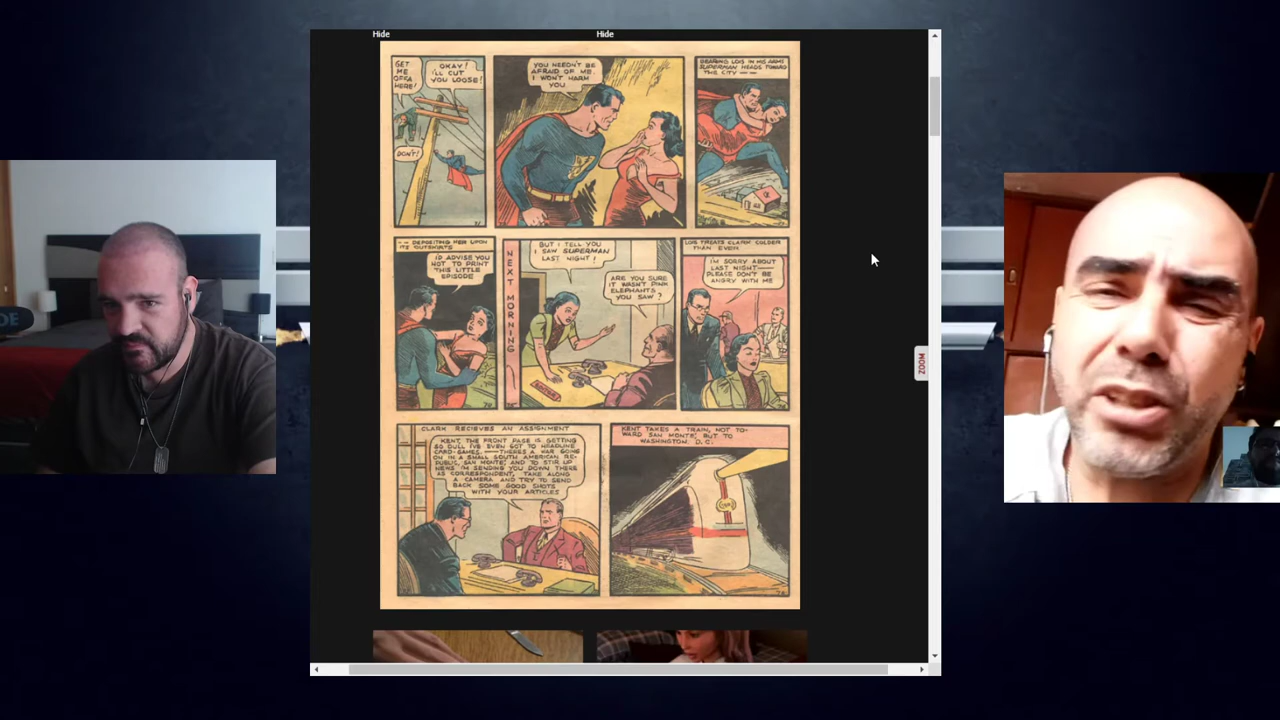 Hide
Hide
GET
ME
OFFA
HERE!
OKAY!
I'LL CUT
YOU LOOSE!
DON'T!
YOU NEEDN'T BE
AFRAID OF ME.
I WON'T HARM
YOU.
BEARING LOIS IN HIS ARMS
SUPERMAN HEADS TOWARD
THE CITY — —
— — DEPOSITING HER UPON
ITS OUTSKIRTS
I'D ADVISE YOU
NOT TO PRINT
THIS LITTLE
EPISODE
NEXT MORNING
BUT I TELL YOU
I SAW SUPERMAN
LAST NIGHT!
ARE YOU SURE
IT WASN'T PINK
ELEPHANTS
YOU SAW?
LOIS TREATS CLARK COLDER
THAN EVER
I'M SORRY ABOUT
LAST NIGHT—
PLEASE DON'T BE
ANGRY WITH ME
CLARK RECIEVES AN ASSIGNMENT
KENT, THE FRONT PAGE IS GETTING
SO DULL I'VE EVEN GOT TO HEADLINE
CARD-GAMES. — THERE'S A WAR GOING
ON IN A SMALL SOUTH AMERICAN RE-
PUBLIC, SAN MONTE; AND TO STIR UP
NEWS I'M SENDING YOU DOWN THERE
AS CORRESPONDENT, TAKE ALONG
A CAMERA AND TRY TO SEND
BACK SOME GOOD SHOTS
WITH YOUR ARTICLES
KENT TAKES A TRAIN, NOT TO-
WARD SAN MONTE, BUT TO
WASHINGTON, D.C.
ZOOM
DE